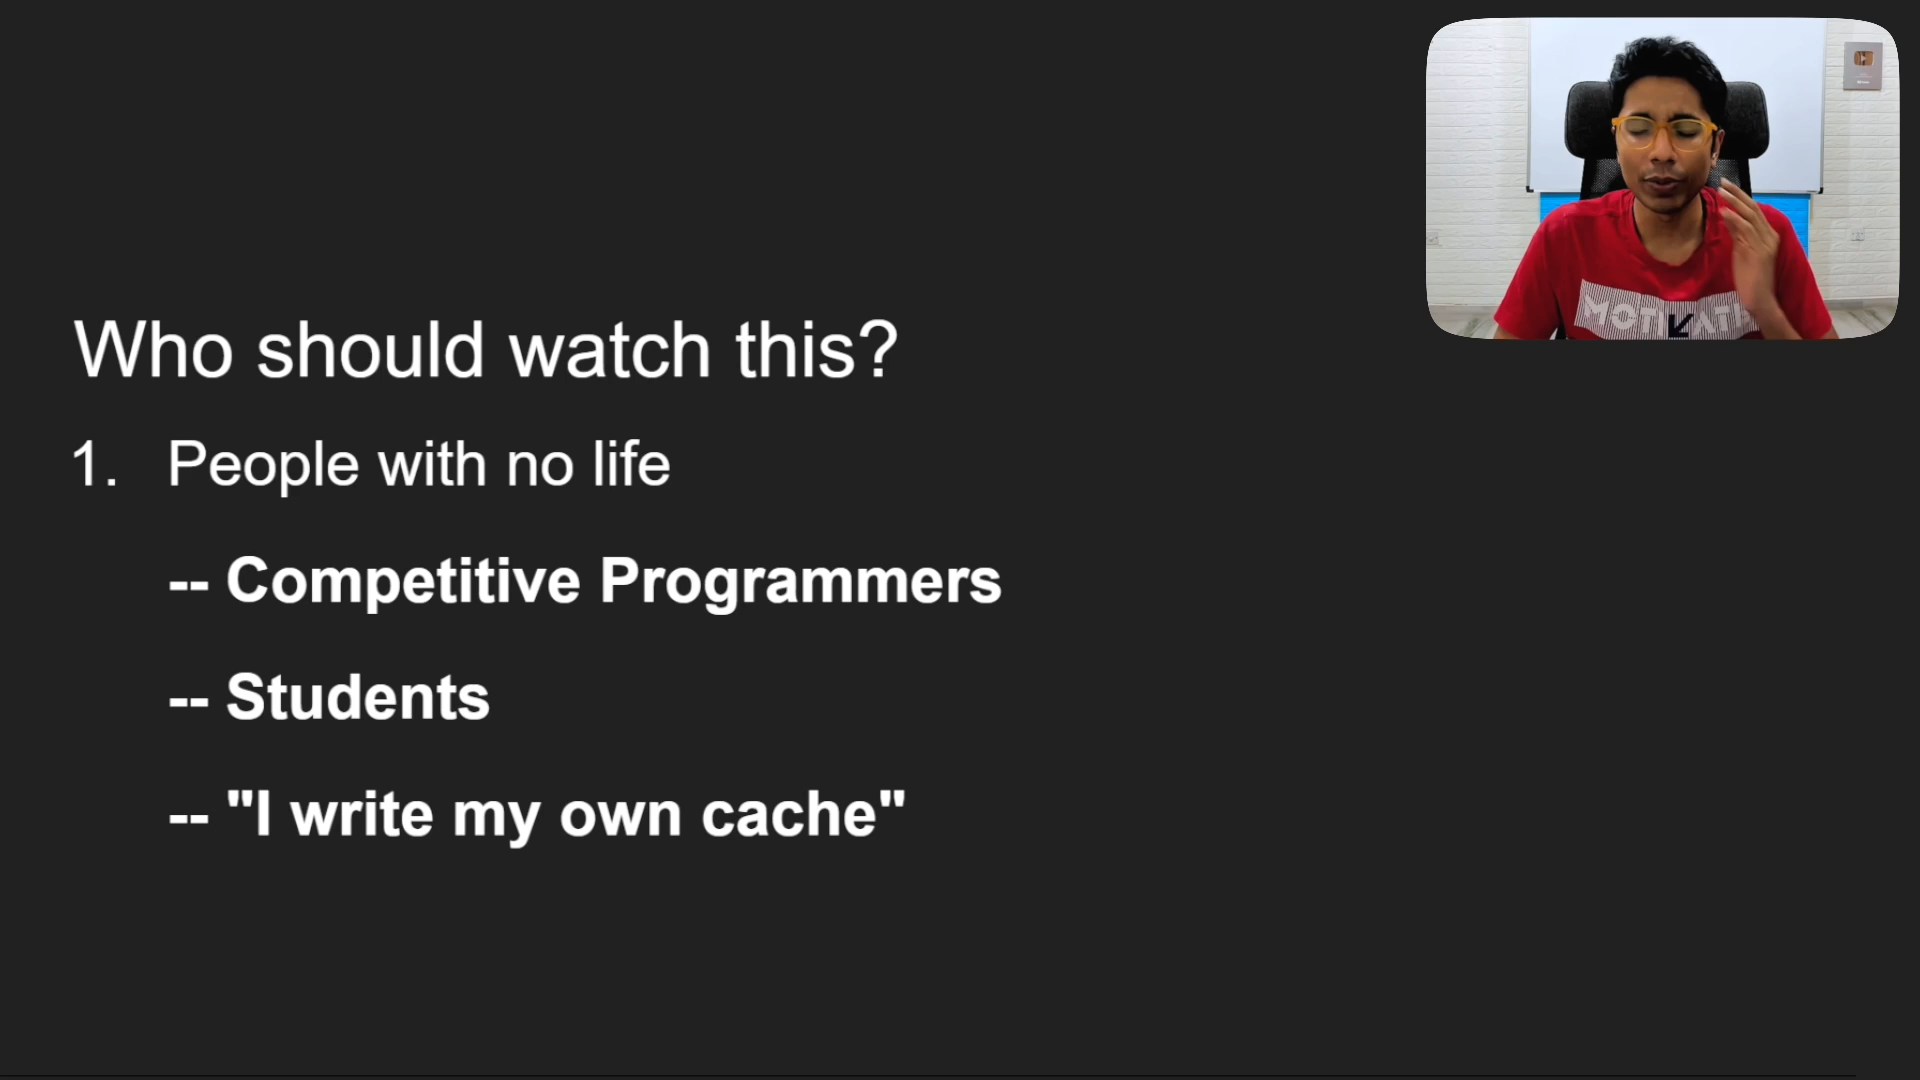 Who should watch this?
1. People with no life
-- Competitive Programmers
-- Students
-- "I write my own cache"